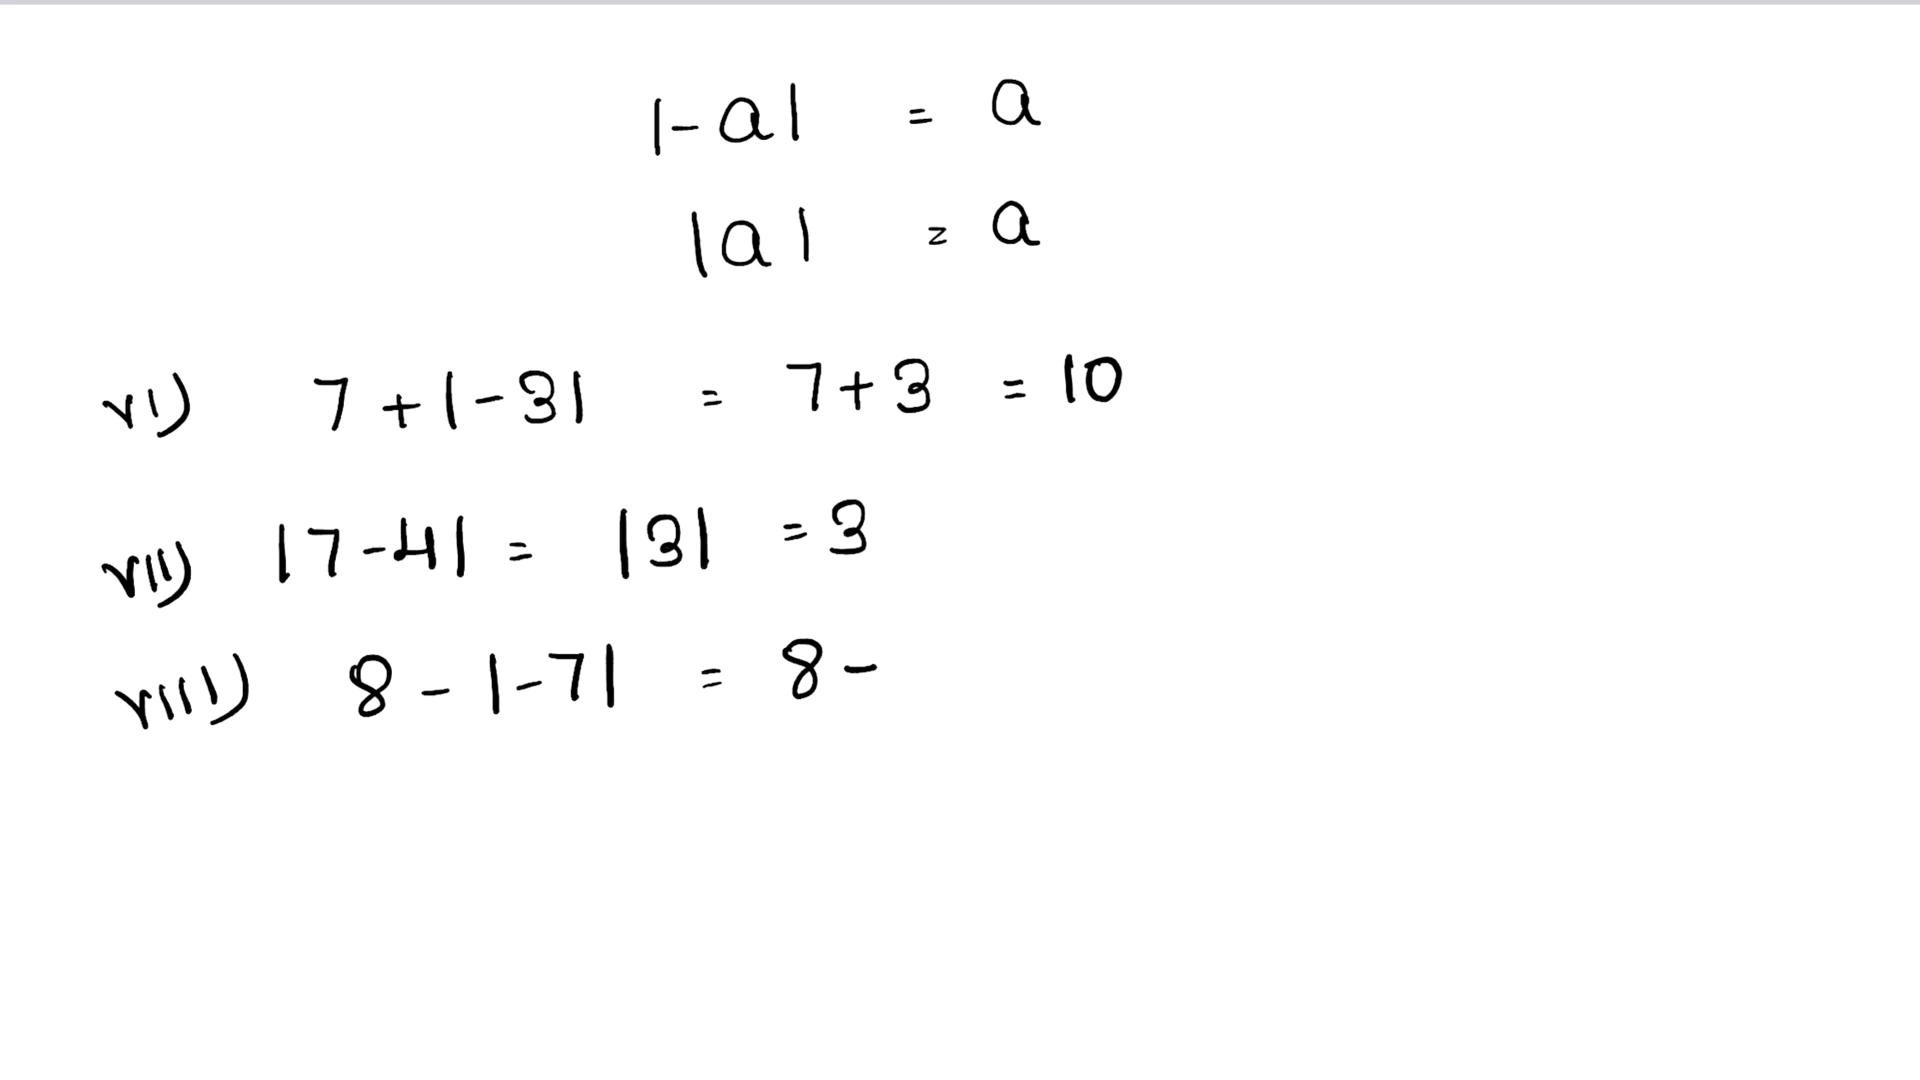 |-a| = a
|a| = a
vi) 7 + |-3| = 7+3 = 10
vii) |7-4| = |3| = 3
viii) 8 - |-7| = 8 -